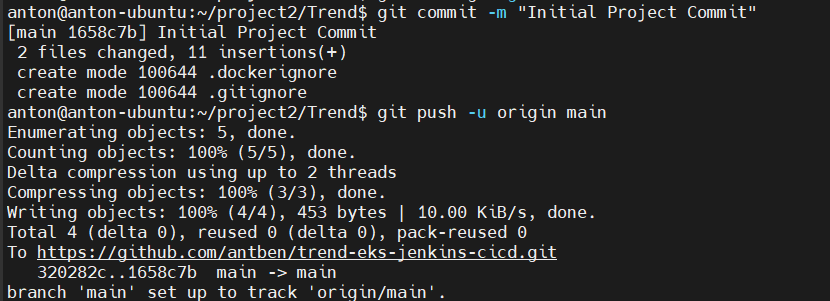 anton@anton-ubuntu:~/project2/Trend$ git commit -m "Initial Project Commit"
[main 1658c7b] Initial Project Commit
 2 files changed, 11 insertions(+)
 create mode 100644 .dockerignore
 create mode 100644 .gitignore
anton@anton-ubuntu:~/project2/Trend$ git push -u origin main
Enumerating objects: 5, done.
Counting objects: 100% (5/5), done.
Delta compression using up to 2 threads
Compressing objects: 100% (3/3), done.
Writing objects: 100% (4/4), 453 bytes | 10.00 KiB/s, done.
Total 4 (delta 0), reused 0 (delta 0), pack-reused 0
To https://github.com/antben/trend-eks-jenkins-cicd.git
   320282c..1658c7b  main -> main
branch 'main' set up to track 'origin/main'.